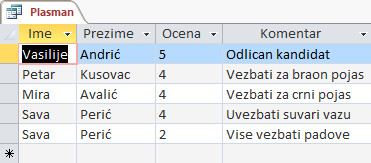 Plasman
Ime Prezime Ocena Komentar
Vasilije Andrić 5 Odlican kandidat
Petar Kusovac 4 Vezbati za braon pojas
Mira Avalić 4 Vezbati za crni pojas
Sava Perić 4 Uvezbati suvari vazu
Sava Perić 2 Vise vezbati padove